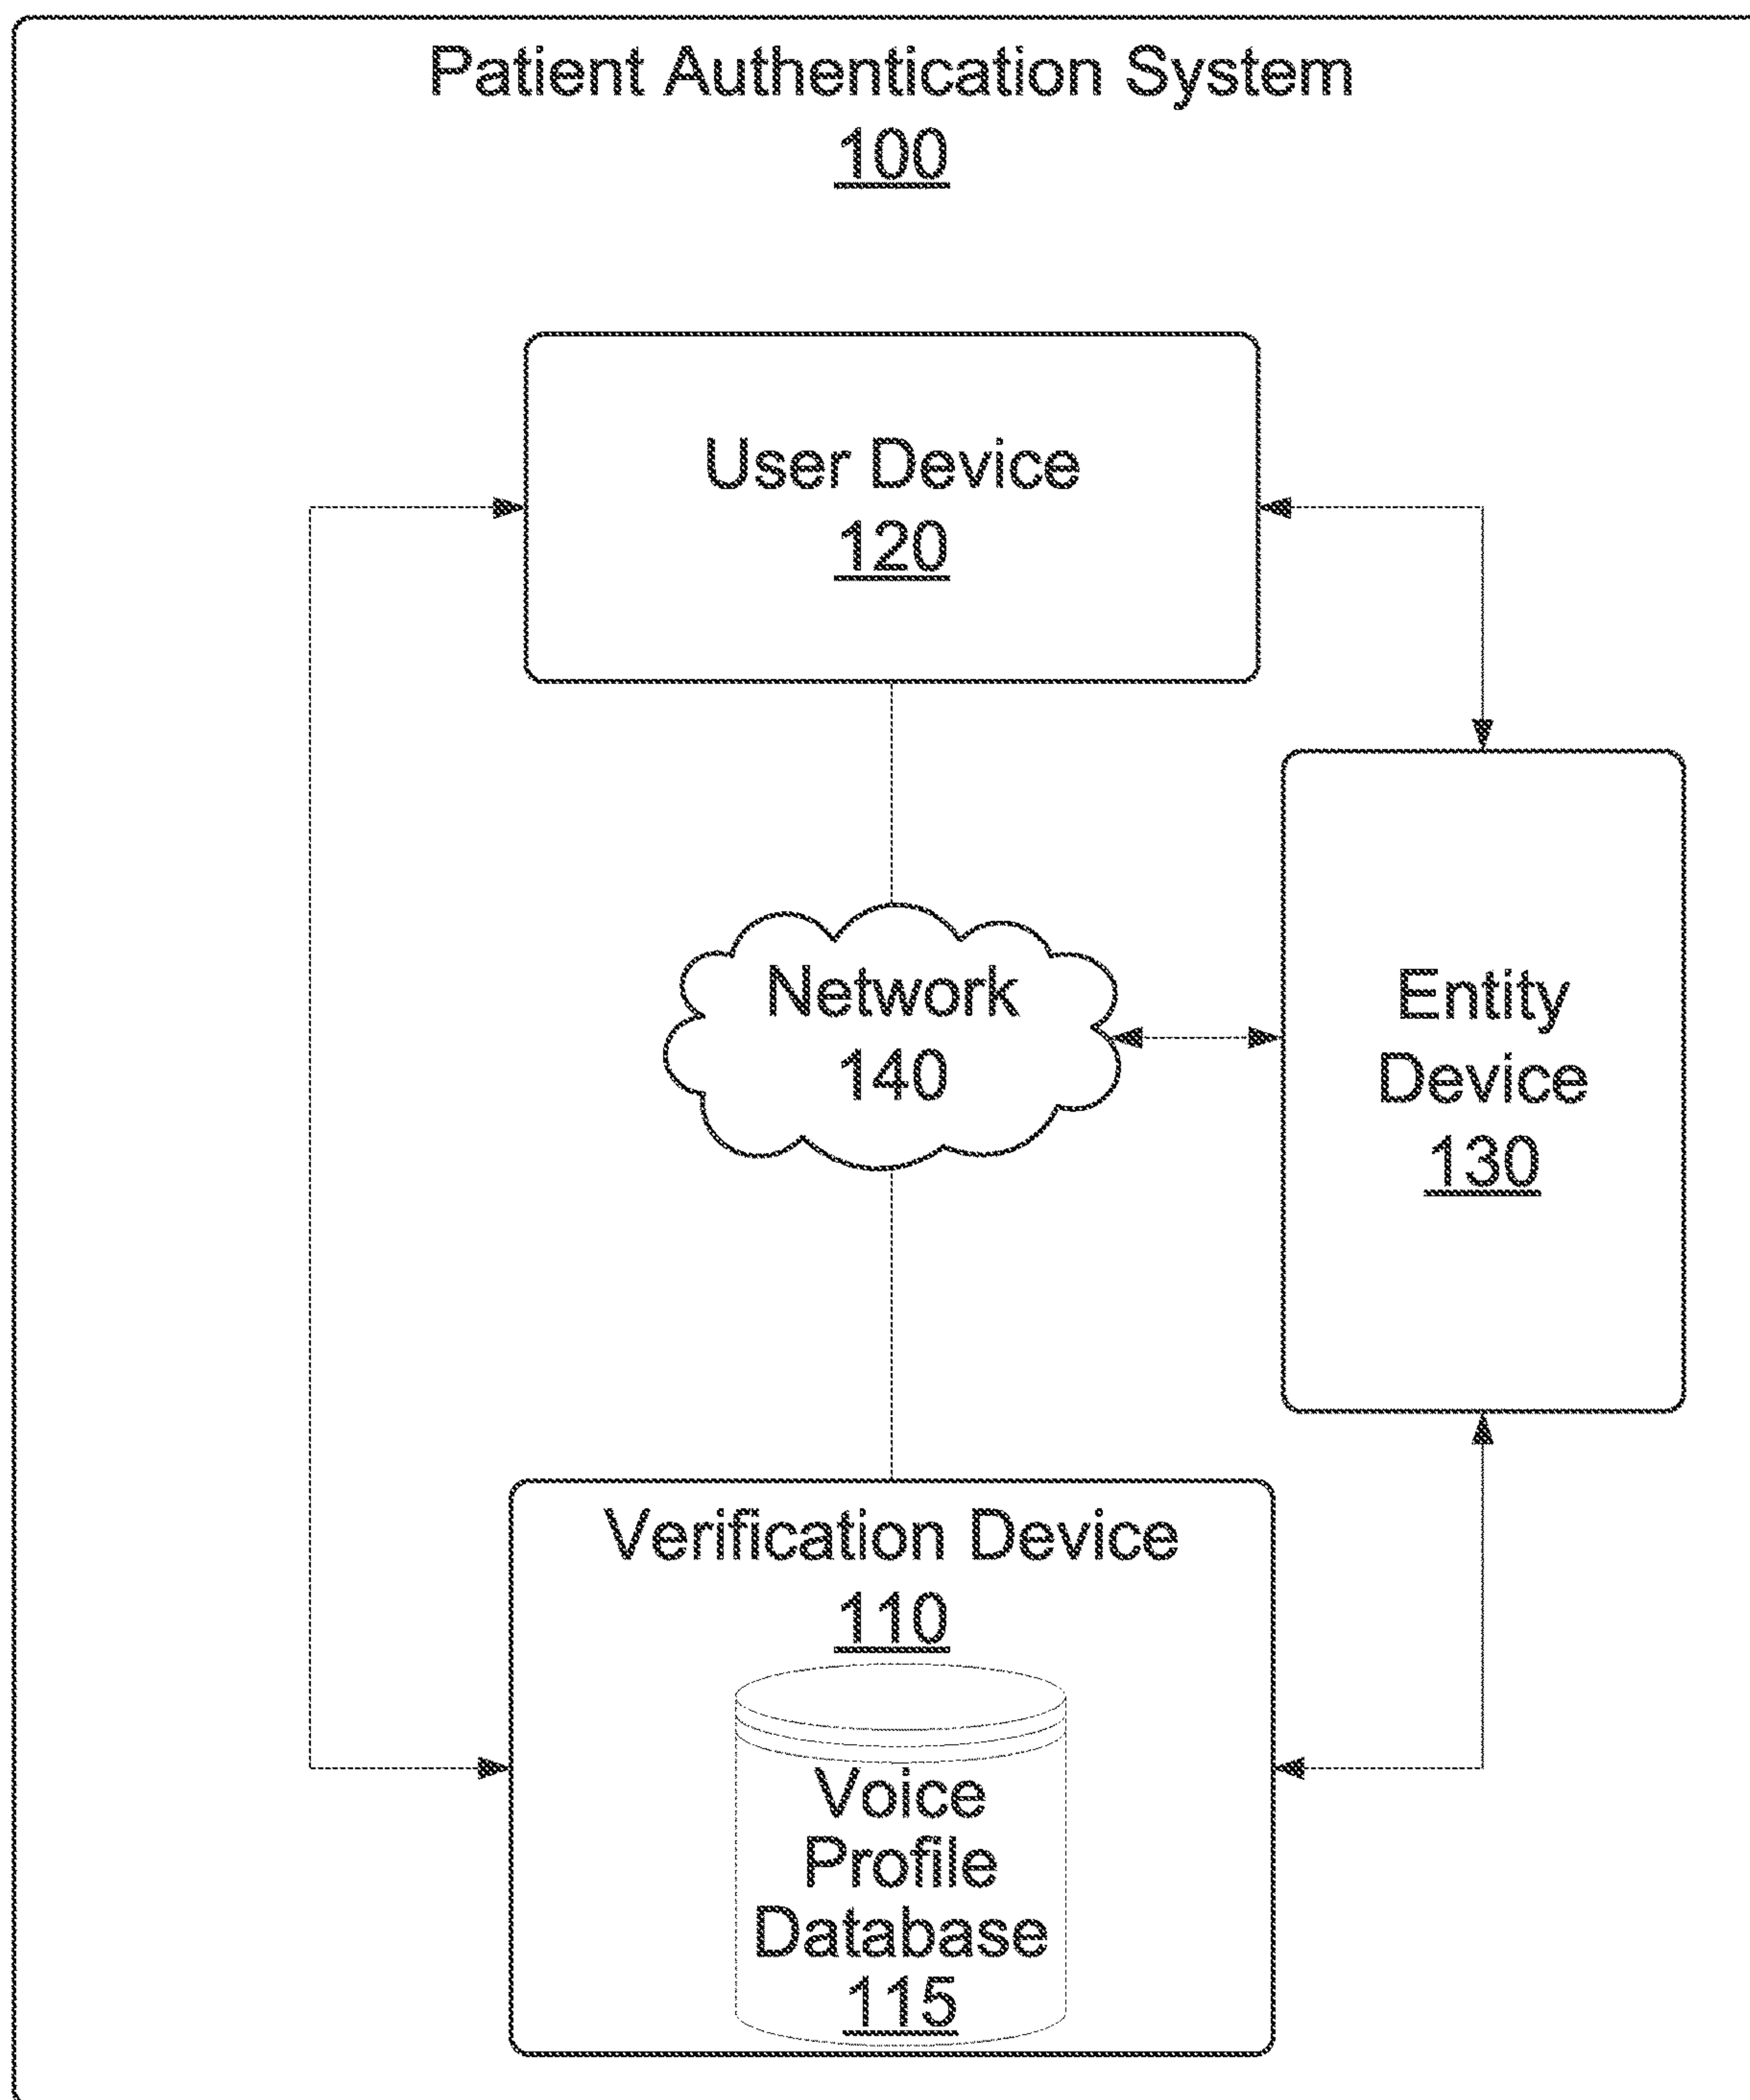 Patient Authentication System
100
User Device
120
Network
140
Entity
Device
130
Verification Device
110
Voice
Profile
Database
115